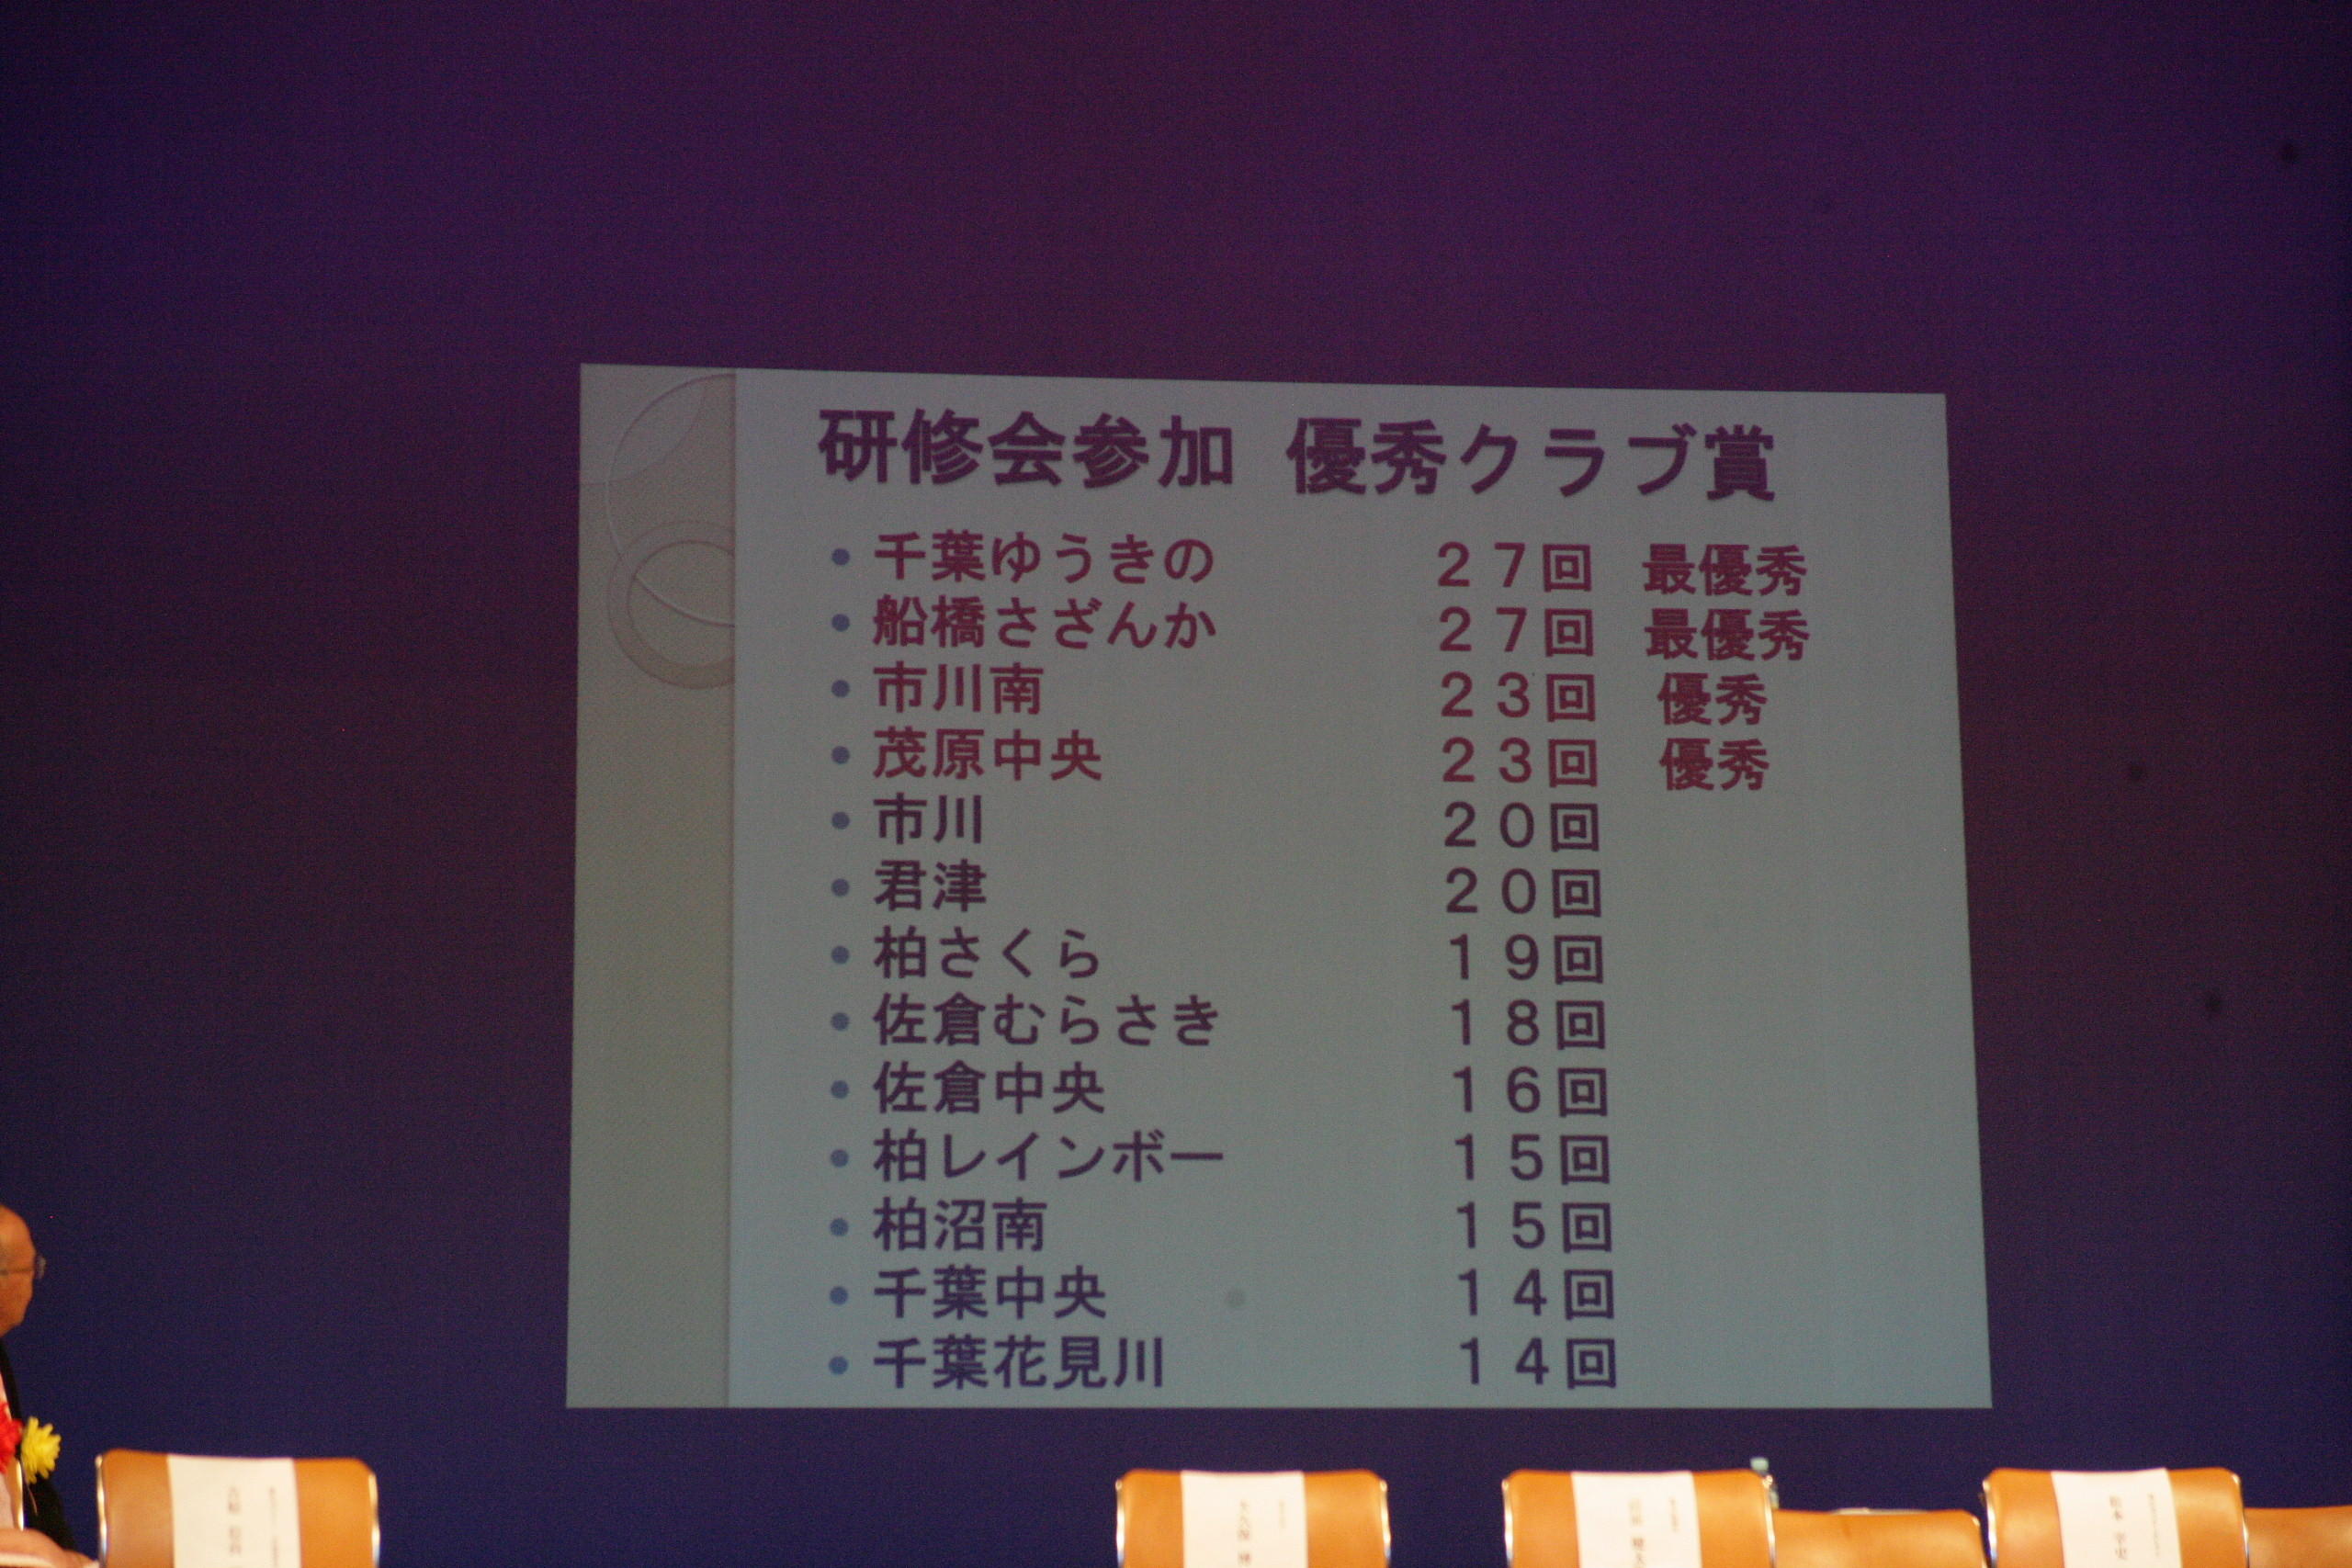 研修会参加 優秀クラブ賞
千葉ゆうきの ２７回 最優秀
船橋さざんか ２７回 最優秀
市川南 ２３回 優秀
茂原中央 ２３回 優秀
市川 ２０回
君津 ２０回
柏さくら １９回
佐倉むらさき １８回
佐倉中央 １６回
柏レインボー １５回
柏沼南 １５回
千葉中央 １４回
千葉花見川 １４回